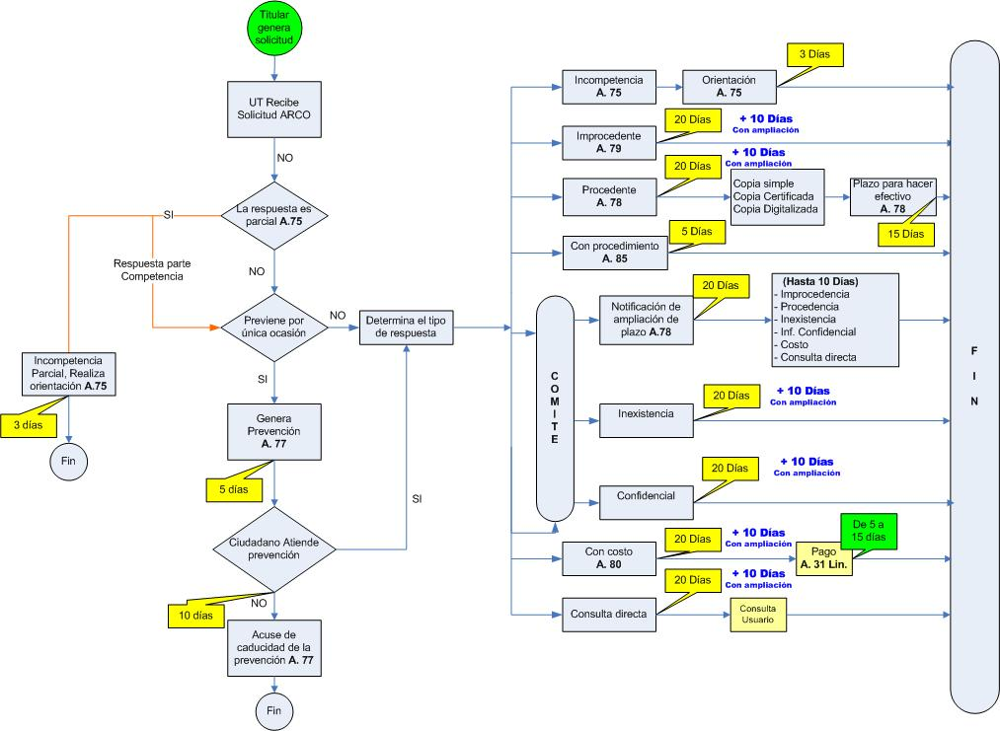 Titular
genera
solicitud
UT Recibe
Solicitud ARCO
NO
La respuesta es
parcial A.75
SI
Respuesta parte
Competencia
NO
Previene por
única ocasión
NO
Determina el tipo
de respuesta
Incompetencia
Parcial, Realiza
orientación A.75
3 días
Fin
SI
Genera
Prevención
A. 77
5 días
Ciudadano Atiende
prevención
SI
NO
10 días
Acuse de
caducidad de la
prevención A. 77
Fin
Incompetencia
A. 75
Orientación
A. 75
3 Días
Improcedente
A. 79
20 Días
+ 10 Días
Con ampliación
Procedente
A. 78
20 Días
+ 10 Días
Con ampliación
Copia simple
Copia Certificada
Copia Digitalizada
Plazo para hacer
efectivo
A. 78
15 Días
Con procedimiento
A. 85
5 Días
COMITE
Notificación de
ampliación de
plazo A.78
20 Días
(Hasta 10 Días)
- Improcedencia
- Procedencia
- Inexistencia
- Inf. Confidencial
- Costo
- Consulta directa
Inexistencia
20 Días
+ 10 Días
Con ampliación
Confidencial
20 Días
+ 10 Días
Con ampliación
Con costo
A. 80
20 Días
+ 10 Días
Con ampliación
Pago
A. 31 Lin.
De 5 a
15 días
Consulta directa
20 Días
+ 10 Días
Con ampliación
Consulta
Usuario
FIN